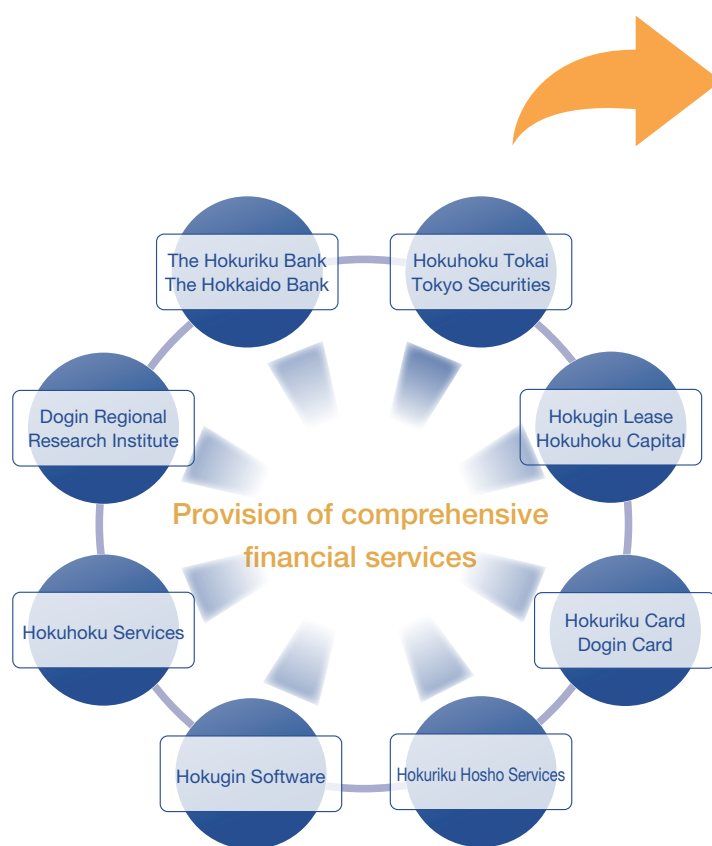 The Hokuriku Bank
The Hokkaido Bank
Hokuhoku Tokai
Tokyo Securities
Dogin Regional
Research Institute
Hokugin Lease
Hokuhoku Capital
Provision of comprehensive
financial services
Hokuhoku Services
Hokuriku Card
Dogin Card
Hokugin Software
Hokuriku Hosho Services